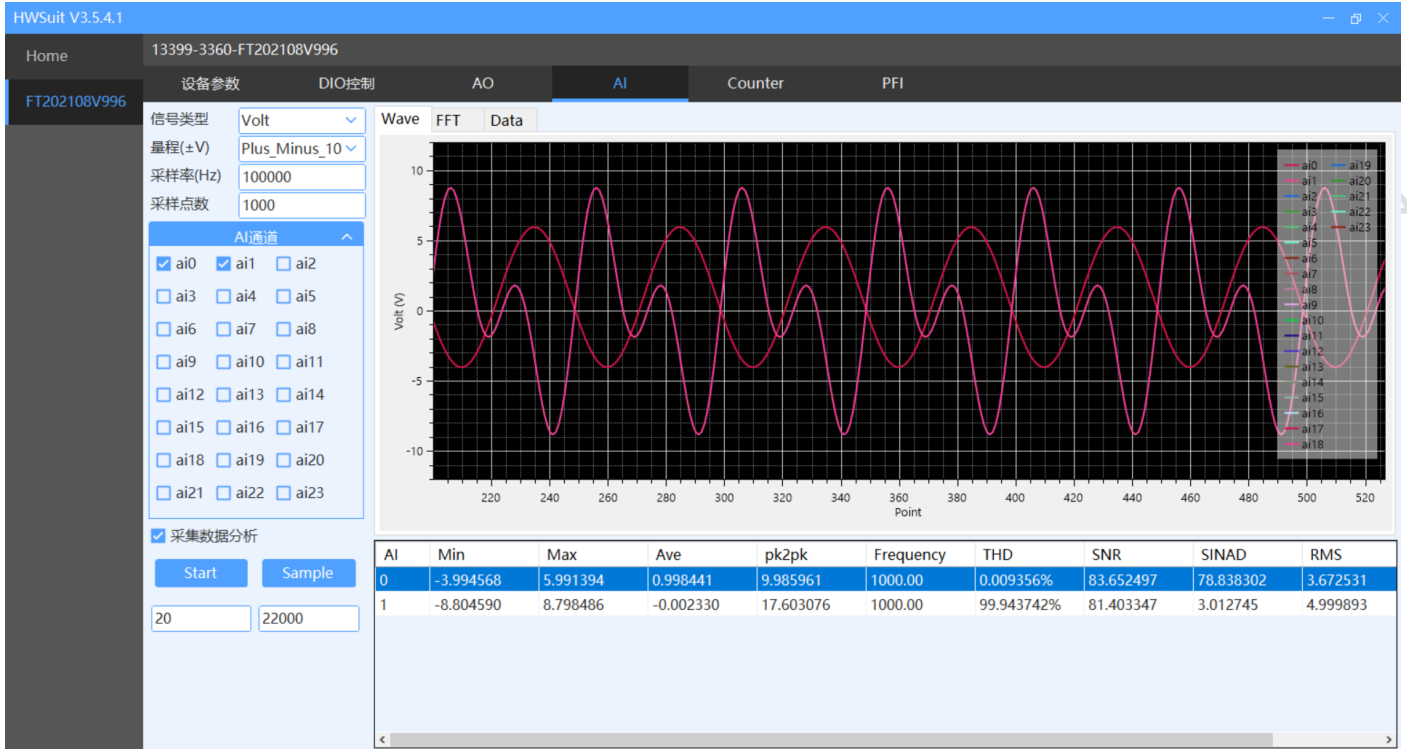 HWSuit V3.5.4.1
Home
FT202108V996
13399-3360-FT202108V996
设备参数 DIO控制 AO AI Counter PFI
信号类型 Volt
量程(±V) Plus_Minus_10
采样率(Hz) 100000
采样点数 1000
AI通道
ai0 ai1 ai2
ai3 ai4 ai5
ai6 ai7 ai8
ai9 ai10 ai11
ai12 ai13 ai14
ai15 ai16 ai17
ai18 ai19 ai20
ai21 ai22 ai23
采集数据分析
Start Sample
20 22000
Wave FFT Data
10
5
0
-5
-10
Volt (V)
220 240 260 280 300 320 340 360 380 400 420 440 460 480 500 520
Point
ai0 ai19
ai1 ai20
ai2 ai21
ai3 ai22
ai4 ai23
ai5
ai6
ai7
ai8
ai9
ai10
ai11
ai12
ai13
ai14
ai15
ai16
ai17
ai18
AI Min Max Ave pk2pk Frequency THD SNR SINAD RMS
0 -3.994568 5.991394 0.998441 9.985961 1000.00 0.009356% 83.652497 78.838302 3.672531
1 -8.804590 8.798486 -0.002330 17.603076 1000.00 99.943742% 81.403347 3.012745 4.999893